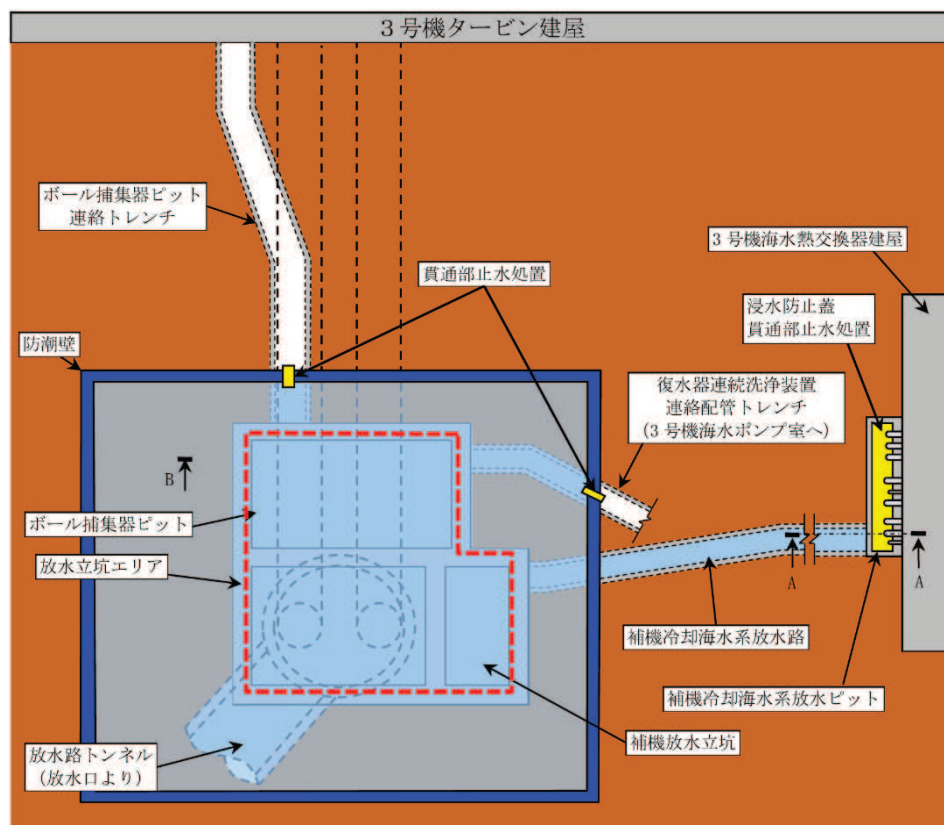 3号機タービン建屋
ボール捕集器ピット
連絡トレンチ
3号機海水熱交換器建屋
貫通部止水処置
浸水防止蓋
貫通部止水処置
防潮壁
復水器連続洗浄装置
連絡配管トレンチ
(3号機海水ポンプ室へ)
B
ボール捕集器ピット
放水立坑エリア
A
A
補機冷却海水系放水路
補機冷却海水系放水ピット
補機放水立坑
放水路トンネル
(放水口より)